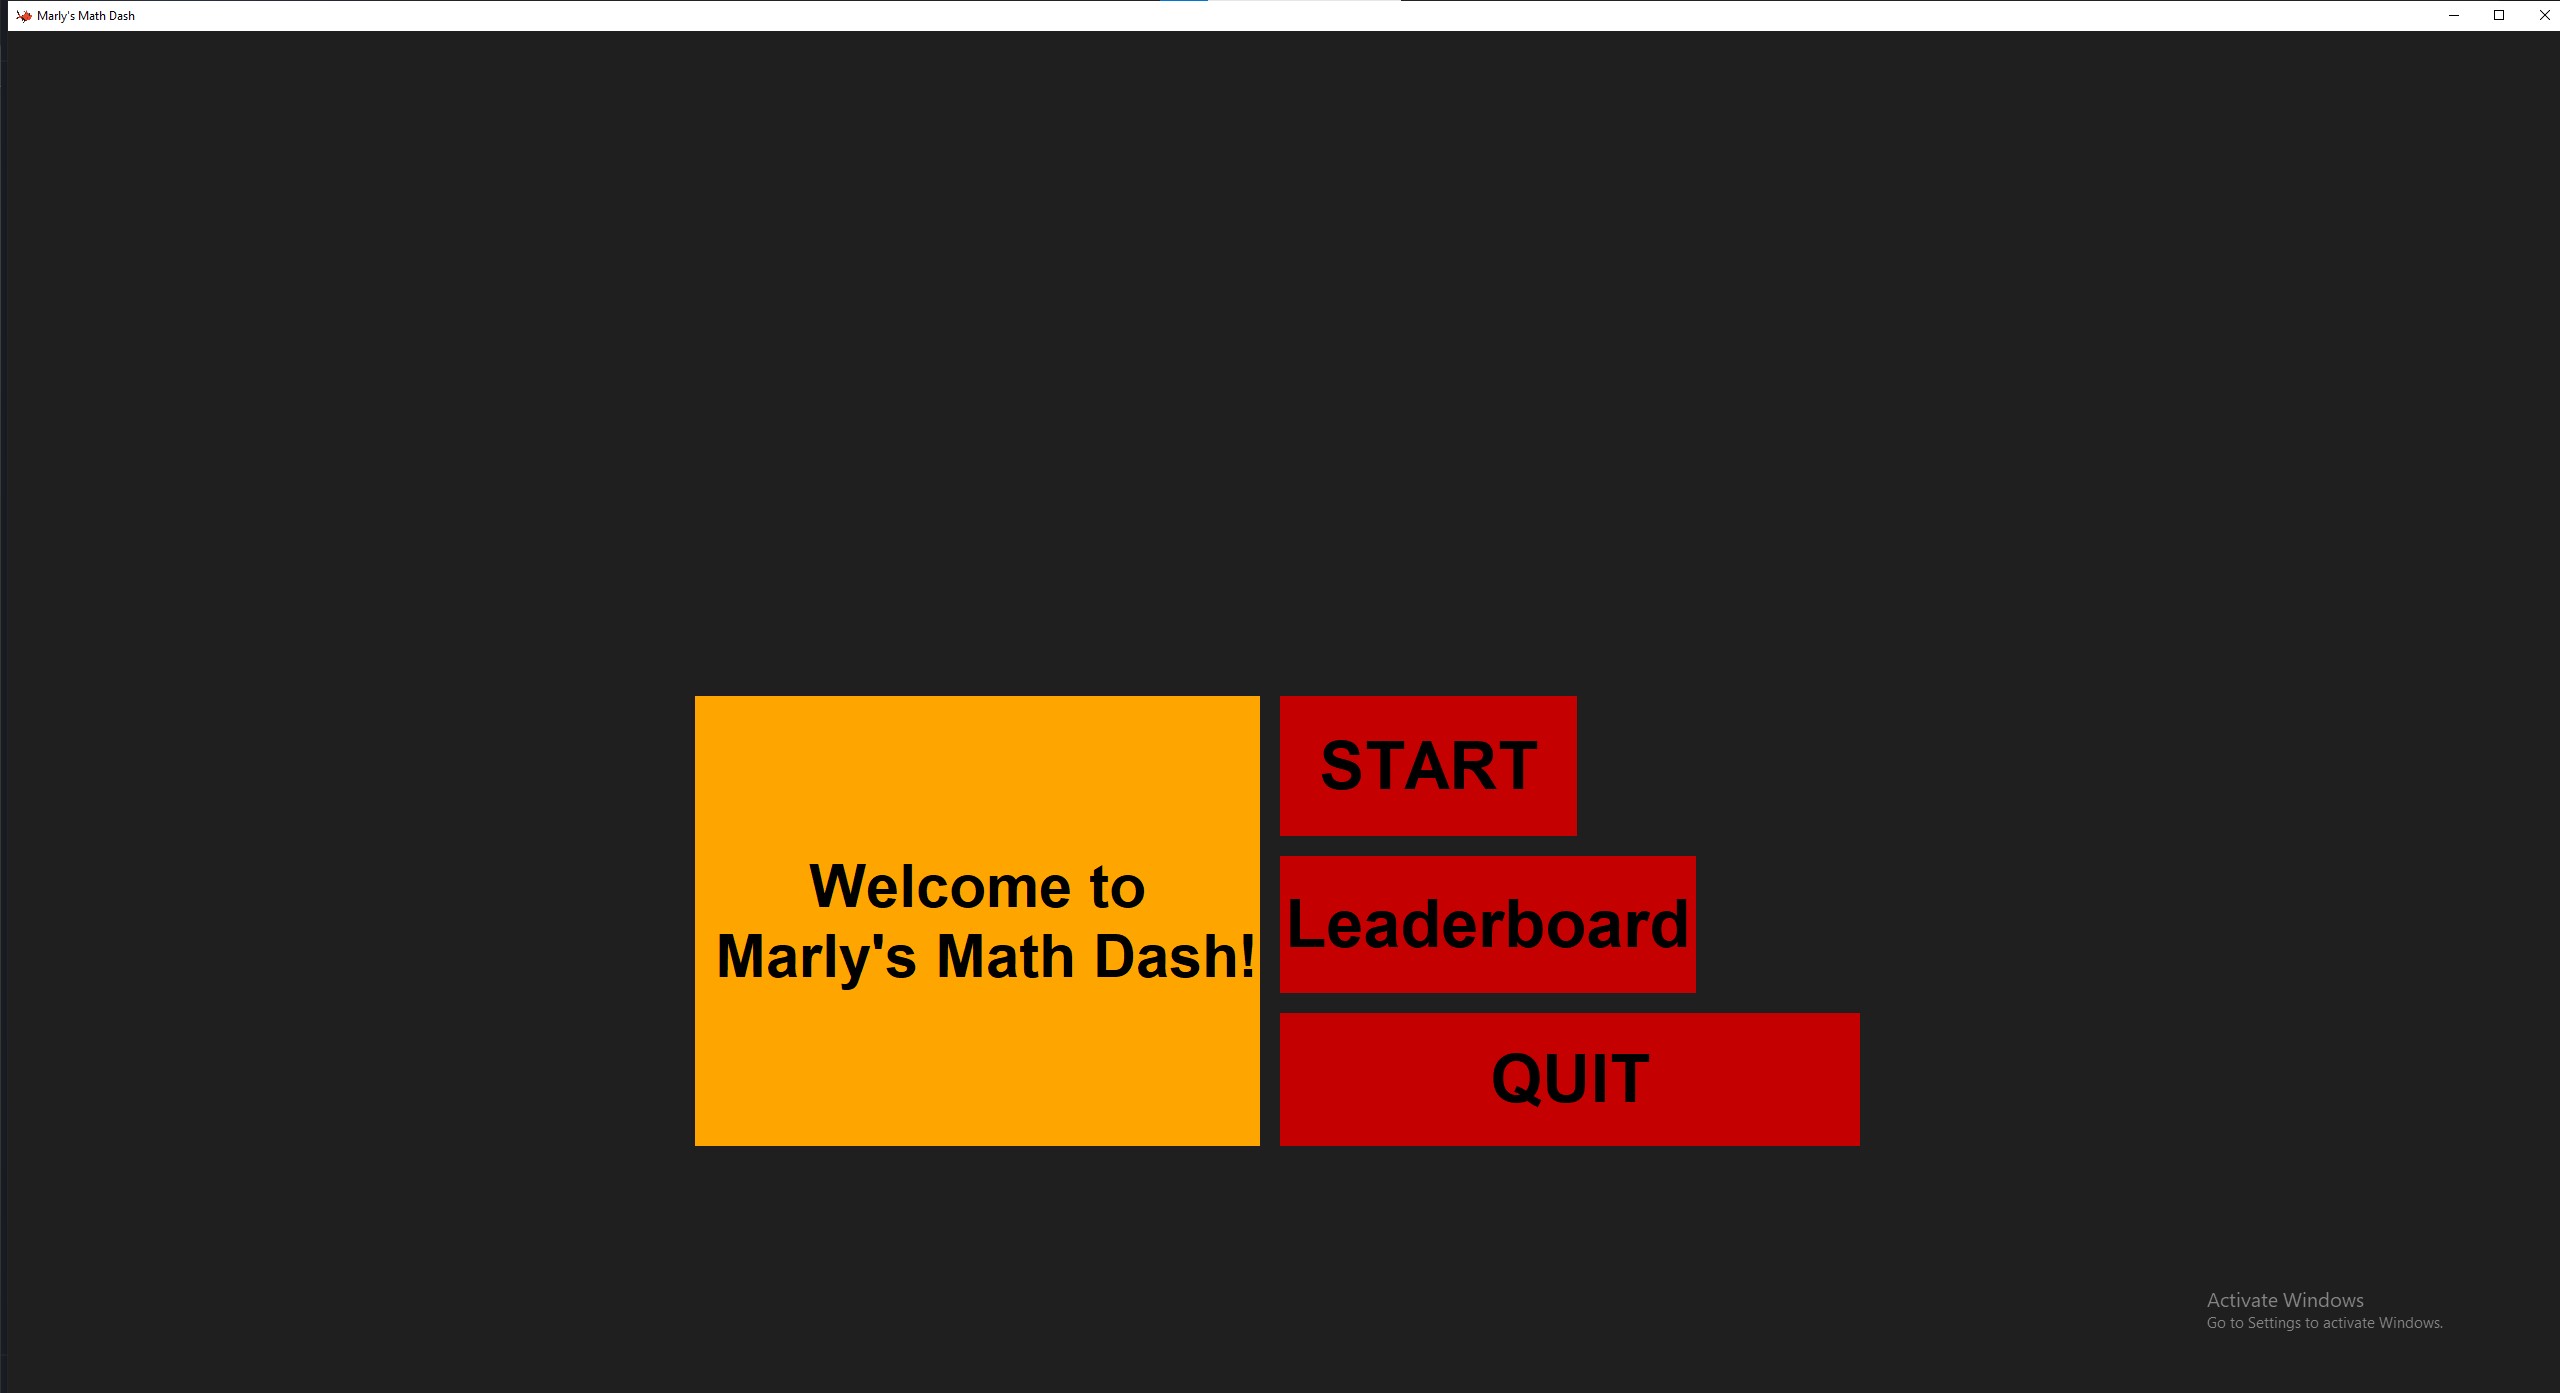 Marly's Math Dash
Welcome to
Marly's Math Dash!
START
Leaderboard
QUIT
Activate Windows
Go to Settings to activate Windows.